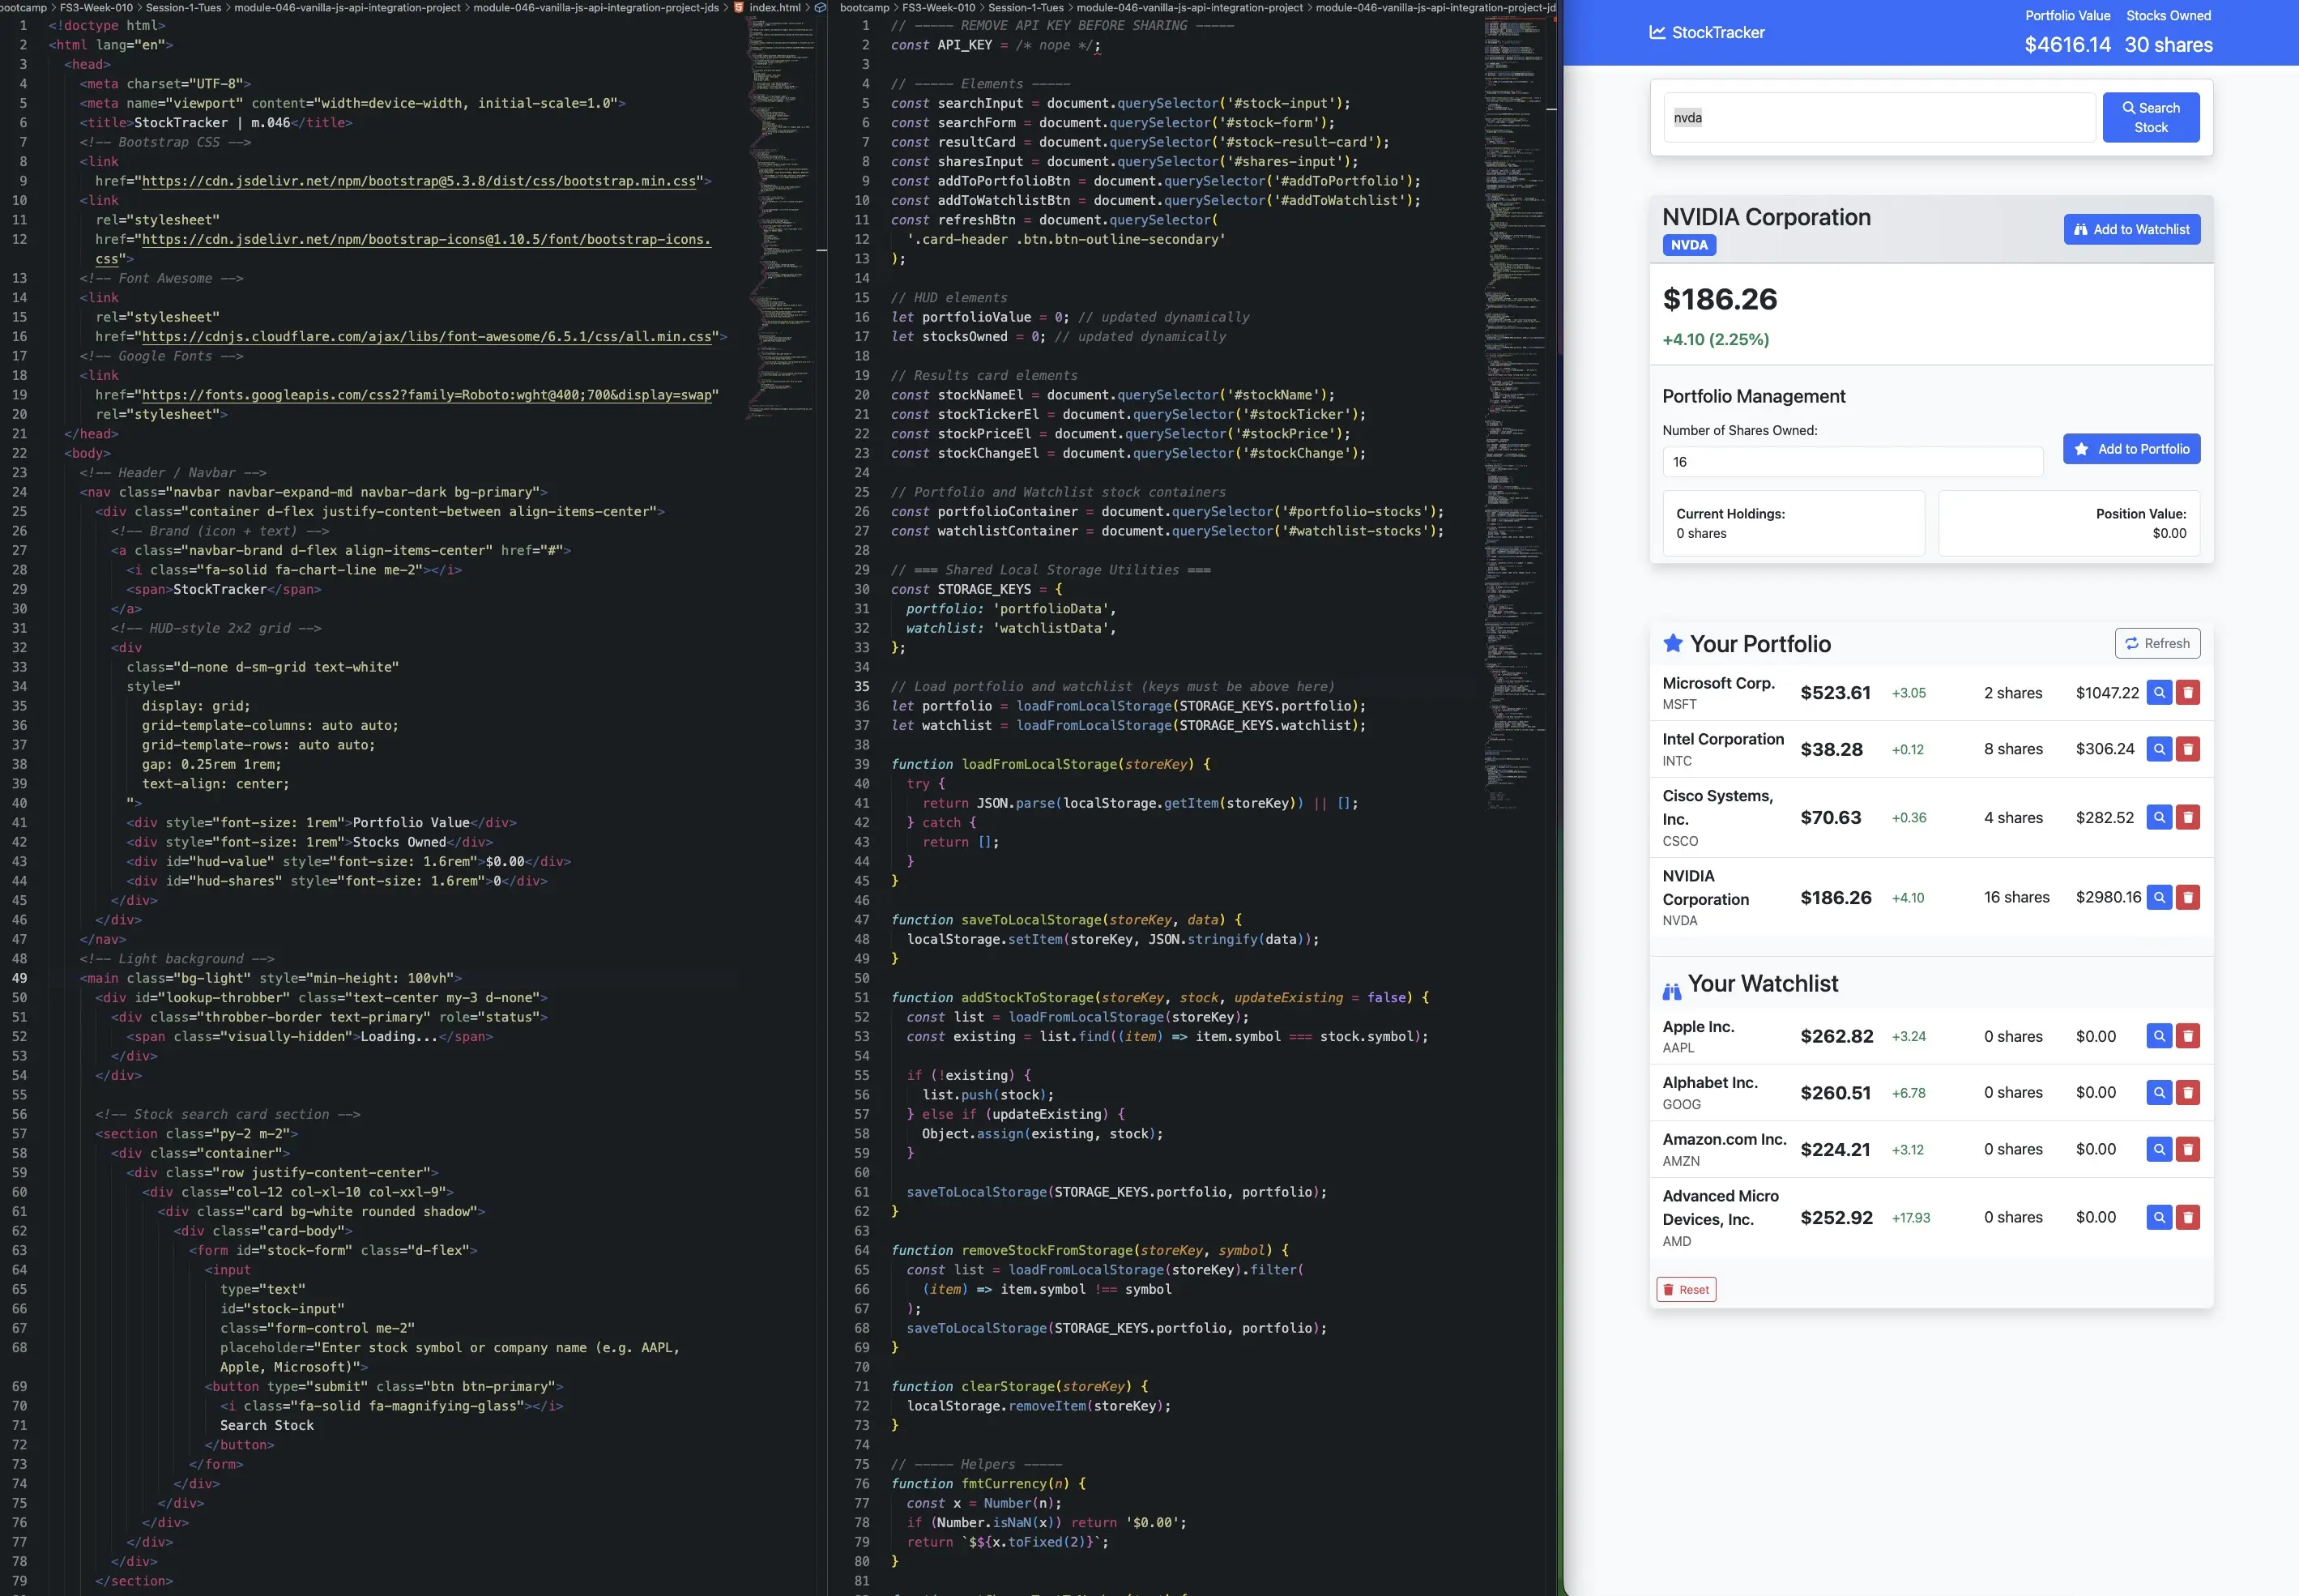 bootcamp > FS3-Week-010 > Session-1-Tues > module-046-vanilla-js-api-integration-project > module-046-vanilla-js-api-integration-project-jds > index.html >
1 <!doctype html>
2 <html lang="en">
3 <head>
4 <meta charset="UTF-8">
5 <meta name="viewport" content="width=device-width, initial-scale=1.0">
6 <title>StockTracker | m.046</title>
7 <!-- Bootstrap CSS -->
8 <link
9 href="https://cdn.jsdelivr.net/npm/bootstrap@5.3.8/dist/css/bootstrap.min.css">
10 <link
11 rel="stylesheet"
12 href="https://cdn.jsdelivr.net/npm/bootstrap-icons@1.10.5/font/bootstrap-icons.
css">
13 <!-- Font Awesome -->
14 <link
15 rel="stylesheet"
16 href="https://cdnjs.cloudflare.com/ajax/libs/font-awesome/6.5.1/css/all.min.css">
17 <!-- Google Fonts -->
18 <link
19 href="https://fonts.googleapis.com/css2?family=Roboto:wght@400;700&display=swap"
20 rel="stylesheet">
21 </head>
22 <body>
23 <!-- Header / Navbar -->
24 <nav class="navbar navbar-expand-md navbar-dark bg-primary">
25 <div class="container d-flex justify-content-between align-items-center">
26 <!-- Brand (icon + text) -->
27 <a class="navbar-brand d-flex align-items-center" href="#">
28 <i class="fa-solid fa-chart-line me-2"></i>
29 <span>StockTracker</span>
30 </a>
31 <!-- HUD-style 2x2 grid -->
32 <div
33 class="d-none d-sm-grid text-white"
34 style="
35 display: grid;
36 grid-template-columns: auto auto;
37 grid-template-rows: auto auto;
38 gap: 0.25rem 1rem;
39 text-align: center;
40 ">
41 <div style="font-size: 1rem">Portfolio Value</div>
42 <div style="font-size: 1rem">Stocks Owned</div>
43 <div id="hud-value" style="font-size: 1.6rem">$0.00</div>
44 <div id="hud-shares" style="font-size: 1.6rem">0</div>
45 </div>
46 </div>
47 </nav>
48 <!-- Light background -->
49 <main class="bg-light" style="min-height: 100vh">
50 <div id="lookup-throbber" class="text-center my-3 d-none">
51 <div class="throbber-border text-primary" role="status">
52 <span class="visually-hidden">Loading...</span>
53 </div>
54 </div>
55
56 <!-- Stock search card section -->
57 <section class="py-2 m-2">
58 <div class="container">
59 <div class="row justify-content-center">
60 <div class="col-12 col-xl-10 col-xxl-9">
61 <div class="card bg-white rounded shadow">
62 <div class="card-body">
63 <form id="stock-form" class="d-flex">
64 <input
65 type="text"
66 id="stock-input"
67 class="form-control me-2"
68 placeholder="Enter stock symbol or company name (e.g. AAPL,
Apple, Microsoft)">
69 <button type="submit" class="btn btn-primary">
70 <i class="fa-solid fa-magnifying-glass"></i>
71 Search Stock
72 </button>
73 </form>
74 </div>
75 </div>
76 </div>
77 </div>
78 </div>
79 </section>
bootcamp > FS3-Week-010 > Session-1-Tues > module-046-vanilla-js-api-integration-project > module-046-vanilla-js-api-integration-project-jd
1 // ----- REMOVE API KEY BEFORE SHARING -----
2 const API_KEY = /* nope */;
3
4 // ----- Elements -----
5 const searchInput = document.querySelector('#stock-input');
6 const searchForm = document.querySelector('#stock-form');
7 const resultCard = document.querySelector('#stock-result-card');
8 const sharesInput = document.querySelector('#shares-input');
9 const addToPortfolioBtn = document.querySelector('#addToPortfolio');
10 const addToWatchlistBtn = document.querySelector('#addToWatchlist');
11 const refreshBtn = document.querySelector(
12 '.card-header .btn.btn-outline-secondary'
13 );
14
15 // HUD elements
16 let portfolioValue = 0; // updated dynamically
17 let stocksOwned = 0; // updated dynamically
18
19 // Results card elements
20 const stockNameEl = document.querySelector('#stockName');
21 const stockTickerEl = document.querySelector('#stockTicker');
22 const stockPriceEl = document.querySelector('#stockPrice');
23 const stockChangeEl = document.querySelector('#stockChange');
24
25 // Portfolio and Watchlist stock containers
26 const portfolioContainer = document.querySelector('#portfolio-stocks');
27 const watchlistContainer = document.querySelector('#watchlist-stocks');
28
29 // === Shared Local Storage Utilities ===
30 const STORAGE_KEYS = {
31 portfolio: 'portfolioData',
32 watchlist: 'watchlistData',
33 };
34
35 // Load portfolio and watchlist (keys must be above here)
36 let portfolio = loadFromLocalStorage(STORAGE_KEYS.portfolio);
37 let watchlist = loadFromLocalStorage(STORAGE_KEYS.watchlist);
38
39 function loadFromLocalStorage(storeKey) {
40 try {
41 return JSON.parse(localStorage.getItem(storeKey)) || [];
42 } catch {
43 return [];
44 }
45 }
46
47 function saveToLocalStorage(storeKey, data) {
48 localStorage.setItem(storeKey, JSON.stringify(data));
49 }
50
51 function addStockToStorage(storeKey, stock, updateExisting = false) {
52 const list = loadFromLocalStorage(storeKey);
53 const existing = list.find((item) => item.symbol === stock.symbol);
54
55 if (!existing) {
56 list.push(stock);
57 } else if (updateExisting) {
58 Object.assign(existing, stock);
59 }
60
61 saveToLocalStorage(STORAGE_KEYS.portfolio, portfolio);
62 }
63
64 function removeStockFromStorage(storeKey, symbol) {
65 const list = loadFromLocalStorage(storeKey).filter(
66 (item) => item.symbol !== symbol
67 );
68 saveToLocalStorage(STORAGE_KEYS.portfolio, portfolio);
69 }
70
71 function clearStorage(storeKey) {
72 localStorage.removeItem(storeKey);
73 }
74
75 // ----- Helpers -----
76 function fmtCurrency(n) {
77 const x = Number(n);
78 if (Number.isNaN(x)) return '$0.00';
79 return `$${x.toFixed(2)}`;
80 }
81
StockTracker
Portfolio Value Stocks Owned
$4616.14 30 shares
nvda
Search
Stock
NVIDIA Corporation
NVDA
Add to Watchlist
$186.26
+4.10 (2.25%)
Portfolio Management
Number of Shares Owned:
16
Add to Portfolio
Current Holdings:
0 shares
Position Value:
$0.00
Your Portfolio
Refresh
Microsoft Corp.
MSFT
$523.61 +3.05 2 shares $1047.22
Intel Corporation
INTC
$38.28 +0.12 8 shares $306.24
Cisco Systems,
Inc.
CSCO
$70.63 +0.36 4 shares $282.52
NVIDIA
Corporation
NVDA
$186.26 +4.10 16 shares $2980.16
Your Watchlist
Apple Inc.
AAPL
$262.82 +3.24 0 shares $0.00
Alphabet Inc.
GOOG
$260.51 +6.78 0 shares $0.00
Amazon.com Inc.
AMZN
$224.21 +3.12 0 shares $0.00
Advanced Micro
Devices, Inc.
AMD
$252.92 +17.93 0 shares $0.00
Reset